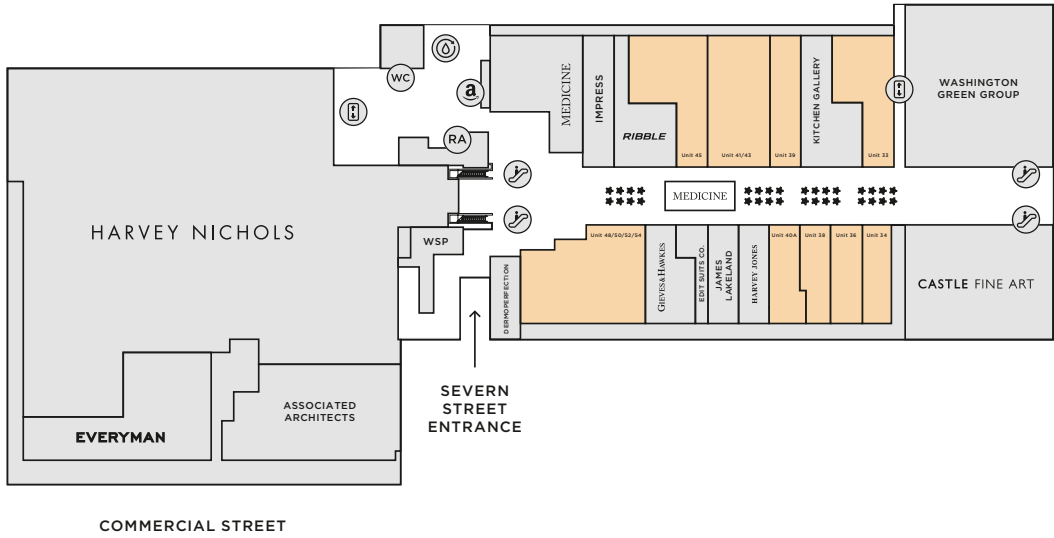 WC
a
RA
MEDICINE
IMPRESS
RIBBLE
Unit 45
Unit 41/43
Unit 39
KITCHEN GALLERY
Unit 33
WASHINGTON
GREEN GROUP
MEDICINE
HARVEY NICHOLS
WSP
DERMOPERFECTION
Unit 48/50/52/54
GIEVES & HAWKES
EDIT SUITS CO.
JAMES
LAKELAND
HARVEY JONES
Unit 40A
Unit 38
Unit 36
Unit 34
CASTLE FINE ART
EVERYMAN
ASSOCIATED
ARCHITECTS
SEVERN
STREET
ENTRANCE
COMMERCIAL STREET